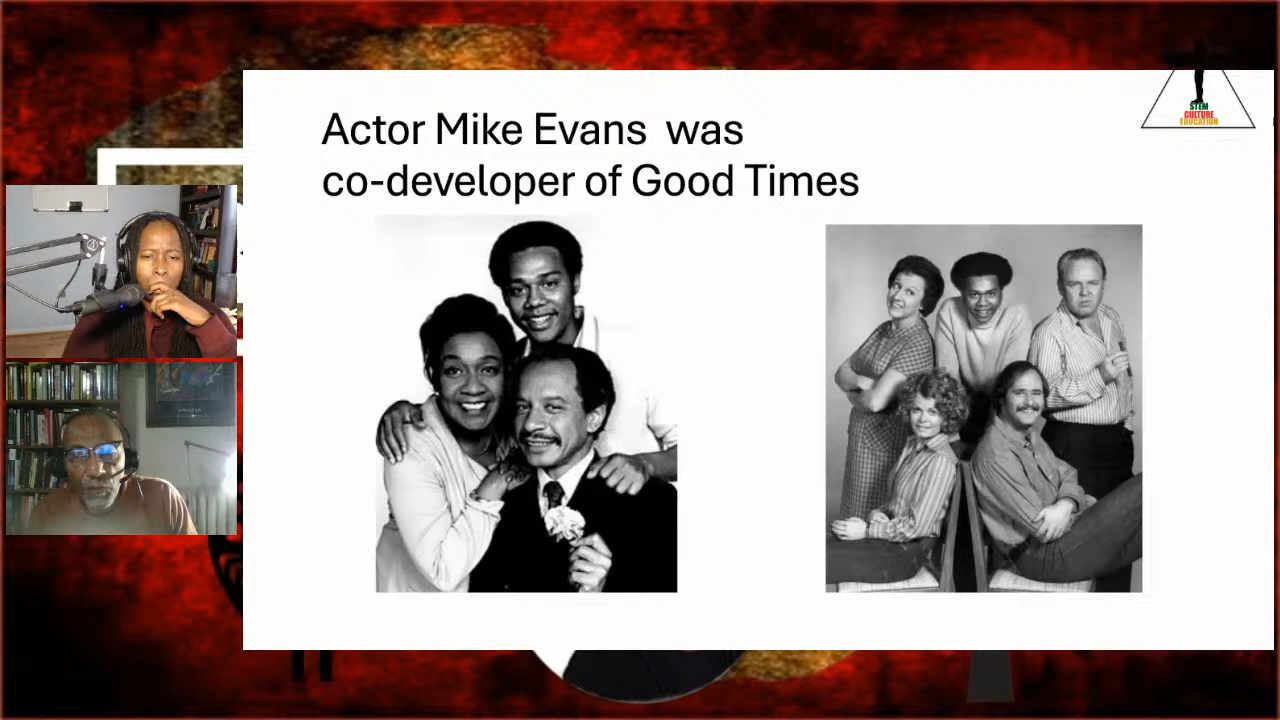 Actor Mike Evans was
co-developer of Good Times
STEM
CULTURE
EDUCATION